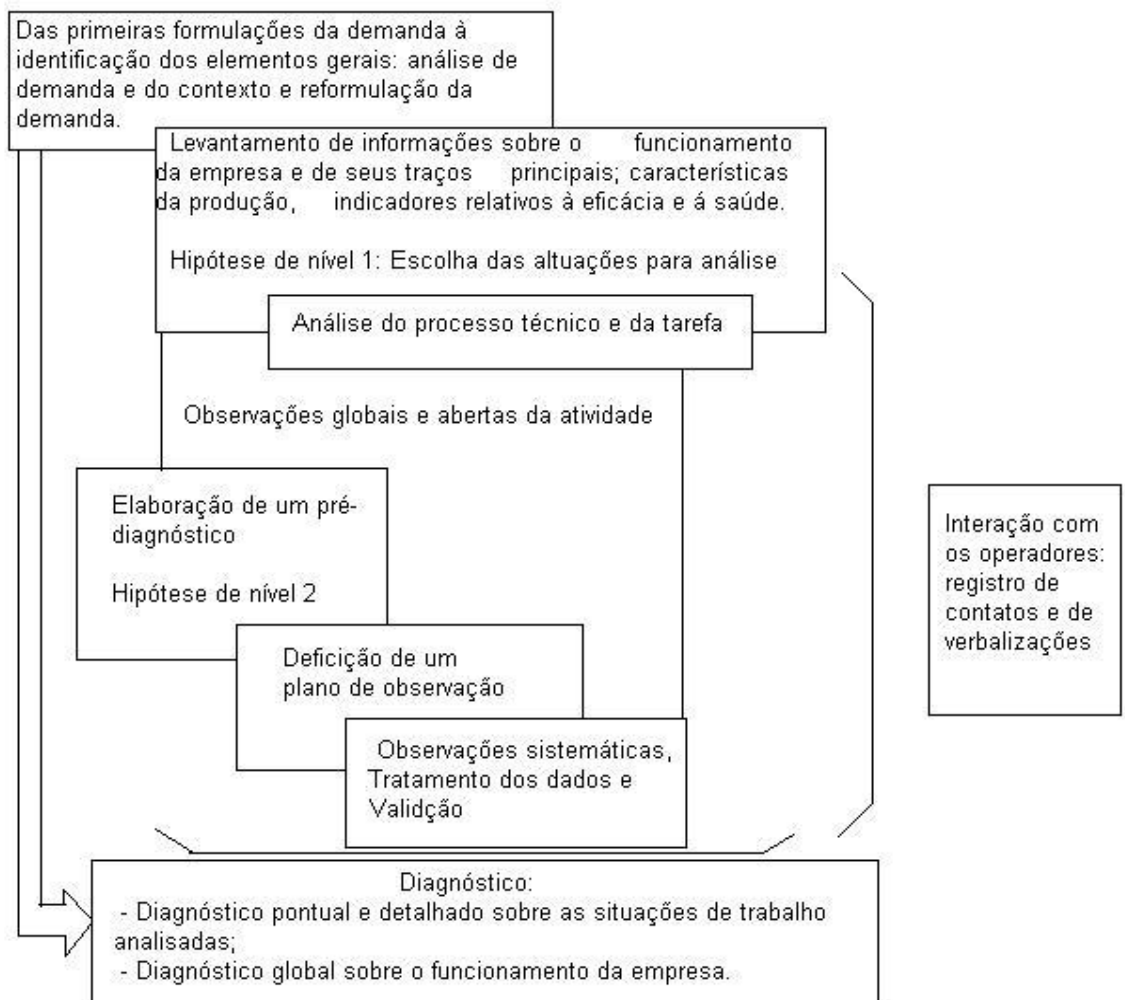 Das primeiras formulações da demanda à
identificação dos elementos gerais: análise de
demanda e do contexto e reformulação da
demanda.
Levantamento de informações sobre o funcionamento
da empresa e de seus traços principais; características
da produção, indicadores relativos à eficácia e á saúde.
Hipótese de nível 1: Escolha das altuações para análise
Análise do processo técnico e da tarefa
Observações globais e abertas da atividade
Elaboração de um pré-
diagnóstico
Hipótese de nível 2
Deficição de um
plano de observação
Observações sistemáticas,
Tratamento dos dados e
Validção
Interação com
os operadores:
registro de
contatos e de
verbalizações
Diagnóstico:
- Diagnóstico pontual e detalhado sobre as situações de trabalho
analisadas;
- Diagnóstico global sobre o funcionamento da empresa.